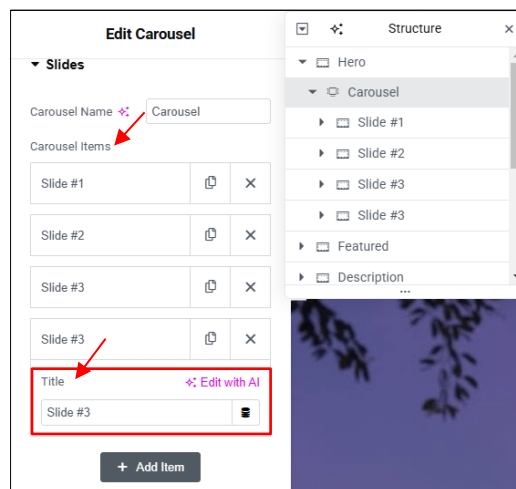 Edit Carousel
Slides
Carousel Name
Carousel
Carousel Items
Slide #1
Slide #2
Slide #3
Slide #3
Title
Edit with AI
Slide #3
+ Add Item
Structure
Hero
Carousel
Slide #1
Slide #2
Slide #3
Slide #3
Featured
Description